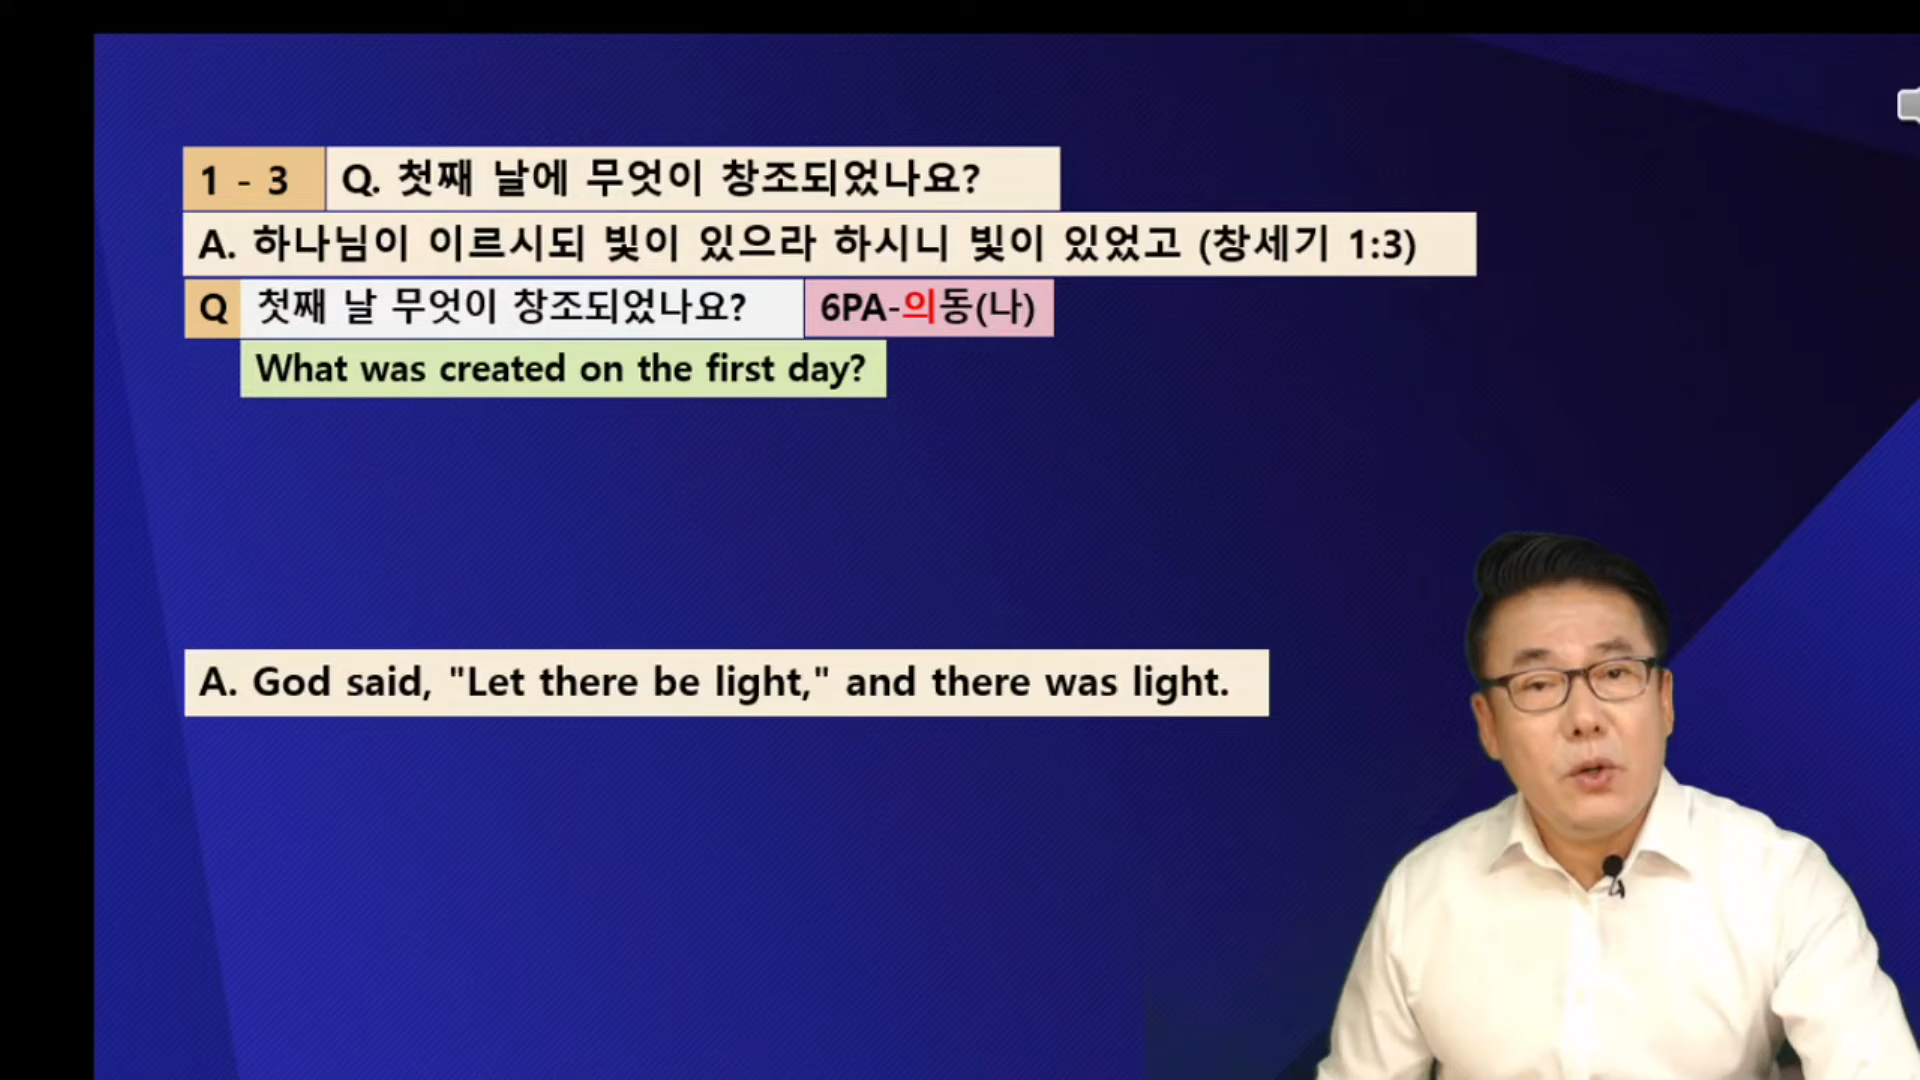 1 - 3 Q. 첫째 날에 무엇이 창조되었나요?
A. 하나님이 이르시되 빛이 있으라 하시니 빛이 있었고 (창세기 1:3)
Q 첫째 날 무엇이 창조되었나요? 6PA-의동(나)
What was created on the first day?
A. God said, "Let there be light," and there was light.